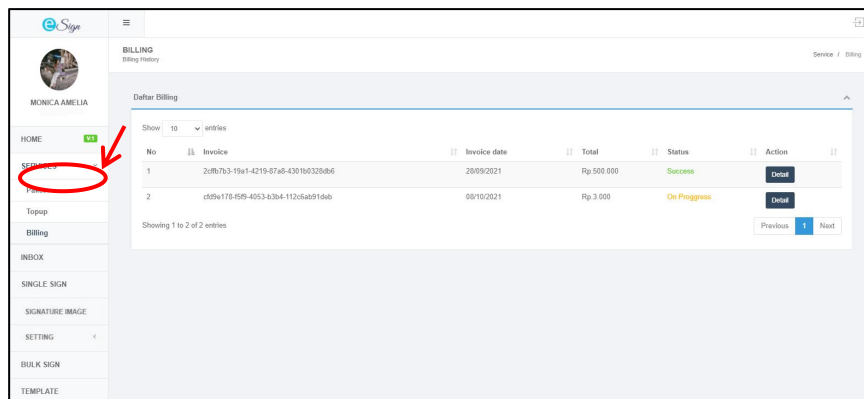 eSign
BILLING
Billing History
Service / Billing
MONICA AMELIA
Daftar Billing
Show 10 entries
HOME V.1
No Invoice Invoice date Total Status Action
SERVICES
1 2cffb7b3-19a1-4219-87a8-4301b0328db6 28/09/2021 Rp.500.000 Success Detail
2 cfd9e178-f5f9-4053-b3b4-112c6ab91deb 08/10/2021 Rp.3.000 On Proggress Detail
Topup
Showing 1 to 2 of 2 entries
Previous 1 Next
Billing
INBOX
SINGLE SIGN
SIGNATURE IMAGE
SETTING
BULK SIGN
TEMPLATE